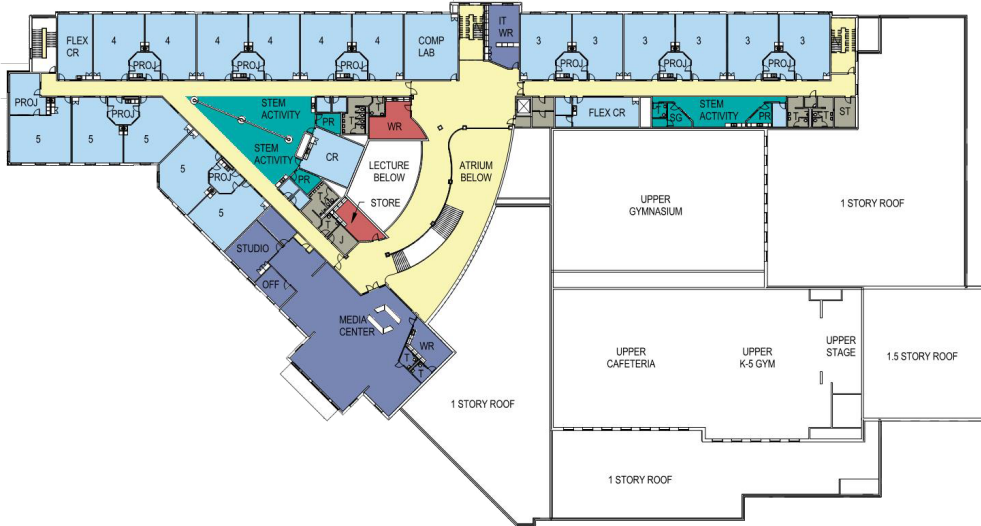 FLEX
CR
4
4
4
4
4
4
COMP
LAB
IT
WR
3
3
3
3
3
3
PROJ
PROJ
PROJ
PROJ
PROJ
PROJ
PROJ
PROJ
5
5
5
STEM
ACTIVITY
PR
T
WR
FLEX CR
SG
STEM
ACTIVITY
PR
T
T
ST
STEM
ACTIVITY
CR
LECTURE
BELOW
ATRIUM
BELOW
5
PROJ
PR
5
T
STORE
J
UPPER
GYMNASIUM
1 STORY ROOF
STUDIO
OFF
MEDIA
CENTER
WR
T
T
UPPER
CAFETERIA
UPPER
K-5 GYM
UPPER
STAGE
1.5 STORY ROOF
1 STORY ROOF
1 STORY ROOF